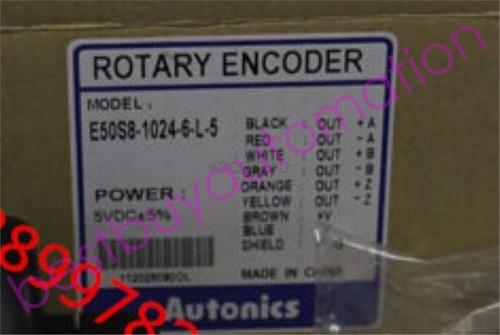 ROTARY ENCODER
MODEL :
E50S8-1024-6-L-5
BLACK : OUT +A
RED : OUT -A
WHITE : OUT +B
GRAY : OUT -B
ORANGE : OUT +Z
YELLOW : OUT -Z
BROWN : +V
BLUE :
SHIELD :
POWER :
5VDC±5%
MADE IN CHINA
Autonics
bestbuyautomation